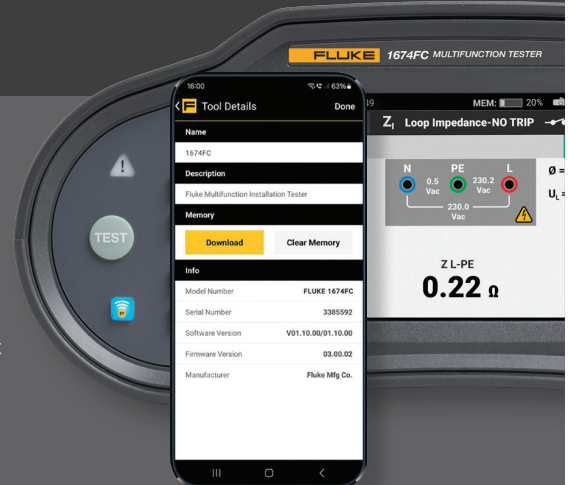 FLUKE 1674FC MULTIFUNCTION TESTER
16:00 63%
Tool Details Done
Name
1674FC
Description
Fluke Multifunction Installation Tester
Memory
Download Clear Memory
Info
Model Number FLUKE 1674FC
Serial Number 3385592
Software Version V01.10.00/01.10.00
Firmware Version 03.00.02
Manufacturer Fluke Mfg Co.
TEST
49 MEM: 20%
ZI Loop Impedance-NO TRIP
N PE L
0.5 Vac
230.2 Vac
230.0 Vac
Ø =
UL =
Z L-PE
0.22 Ω